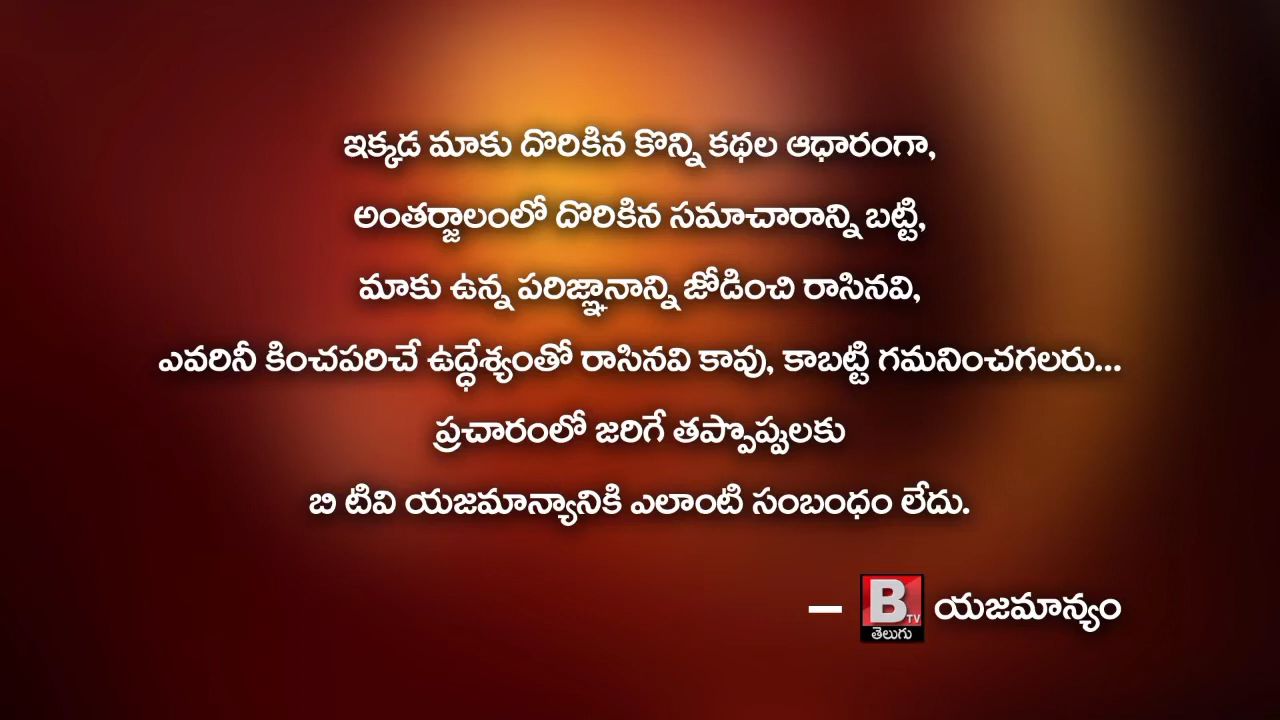 ఇక్కడ మాకు దొరికిన కొన్ని కథల ఆధారంగా,
అంతర్జాలంలో దొరికిన సమాచారాన్ని బట్టి,
మాకు ఉన్న పరిజ్ఞానాన్ని జోడించి రాసినవి,
ఎవరినీ కించపరిచే ఉద్ధేశ్యంతో రాసినవి కావు, కాబట్టి గమనించగలరు...
ప్రచారంలో జరిగే తప్పొప్పులకు
బి టివి యజమాన్యానికి ఎలాంటి సంబంధం లేదు.
– B TV తెలుగు యజమాన్యం